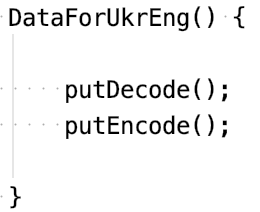 DataForUkrEng() {
putDecode();
putEncode();
}